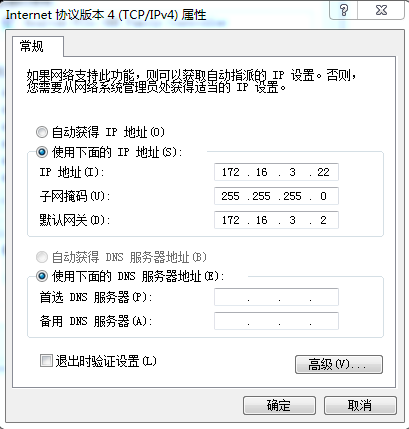 Internet 协议版本 4 (TCP/IPv4) 属性
常规
如果网络支持此功能，则可以获取自动指派的 IP 设置。否则，
您需要从网络系统管理员处获得适当的 IP 设置。
自动获得 IP 地址(O)
使用下面的 IP 地址(S):
IP 地址(I): 172 . 16 . 3 . 22
子网掩码(U): 255 . 255 . 255 . 0
默认网关(D): 172 . 16 . 3 . 2
自动获得 DNS 服务器地址(B)
使用下面的 DNS 服务器地址(E):
首选 DNS 服务器(P): . . .
备用 DNS 服务器(A): . . .
退出时验证设置(L)
高级(V)...
确定 取消